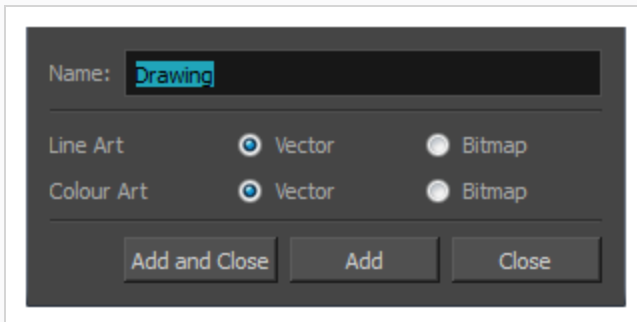 Name: Drawing
Line Art Vector Bitmap
Colour Art Vector Bitmap
Add and Close Add Close